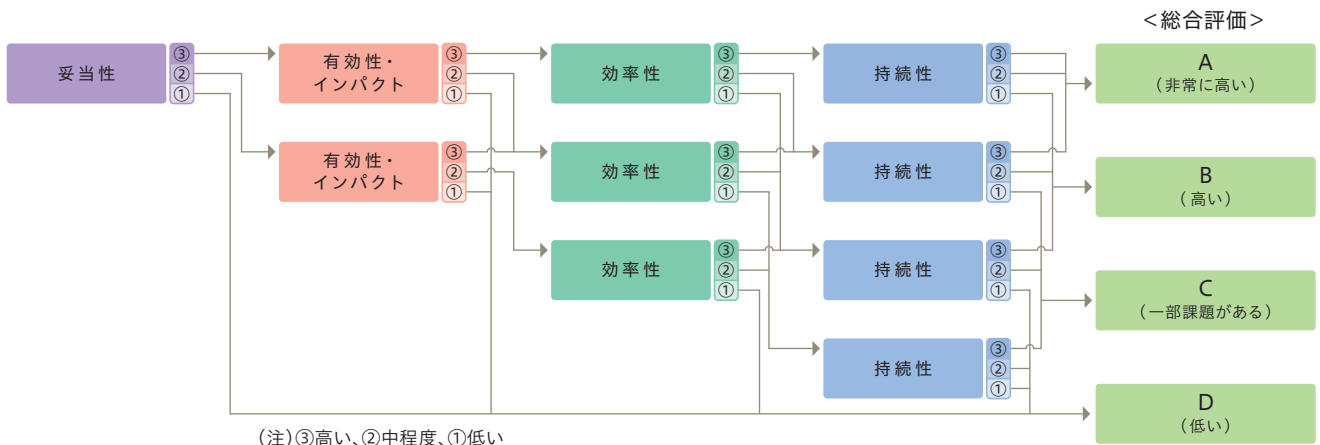 <総合評価>
妥当性
③
②
①
有効性・
インパクト
③
②
①
効率性
③
②
①
持続性
③
②
①
A
(非常に高い)
有効性・
インパクト
③
②
①
効率性
③
②
①
持続性
③
②
①
B
(高い)
効率性
③
②
①
持続性
③
②
①
C
(一部課題がある)
持続性
③
②
①
D
(低い)
(注)③高い、②中程度、①低い